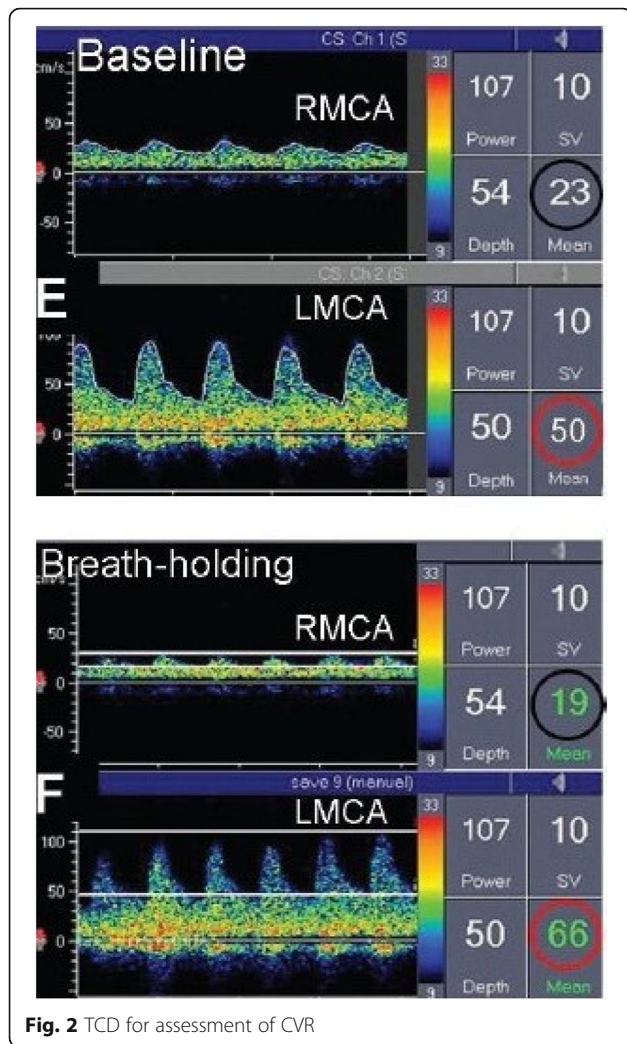 CS. Ch 1 (S
cm/s
Baseline
RMCA
50
0
-50
33
9
107 10
Power SV
54 23
Depth Mean
CS. Ch 2 (S
E
LMCA
100
50
0
33
9
107 10
Power SV
50 50
Depth Mean
Breath-holding
cm/s
RMCA
50
0
-50
33
9
107 10
Power SV
54 19
Depth Mean
save 9 (manual)
F
LMCA
100
50
0
33
9
107 10
Power SV
50 66
Depth Mean
Fig. 2 TCD for assessment of CVR